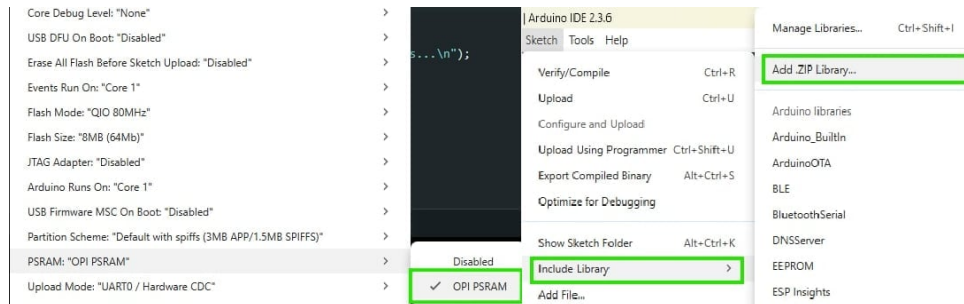 Core Debug Level: "None"
USB DFU On Boot: "Disabled"
Erase All Flash Before Sketch Upload: "Disabled"
Events Run On: "Core 1"
Flash Mode: "QIO 80MHz"
Flash Size: "8MB (64Mb)"
JTAG Adapter: "Disabled"
Arduino Runs On: "Core 1"
USB Firmware MSC On Boot: "Disabled"
Partition Scheme: "Default with spiffs (3MB APP/1.5MB SPIFFS)"
PSRAM: "OPI PSRAM"
Upload Mode: "UART0 / Hardware CDC"
s...\n");
Disabled
✓ OPI PSRAM
| Arduino IDE 2.3.6
Sketch Tools Help
Verify/Compile Ctrl+R
Upload Ctrl+U
Configure and Upload
Upload Using Programmer Ctrl+Shift+U
Export Compiled Binary Alt+Ctrl+S
Optimize for Debugging
Show Sketch Folder Alt+Ctrl+K
Include Library
Add File...
Manage Libraries... Ctrl+Shift+I
Add .ZIP Library...
Arduino libraries
Arduino_BuiltIn
ArduinoOTA
BLE
BluetoothSerial
DNSServer
EEPROM
ESP Insights